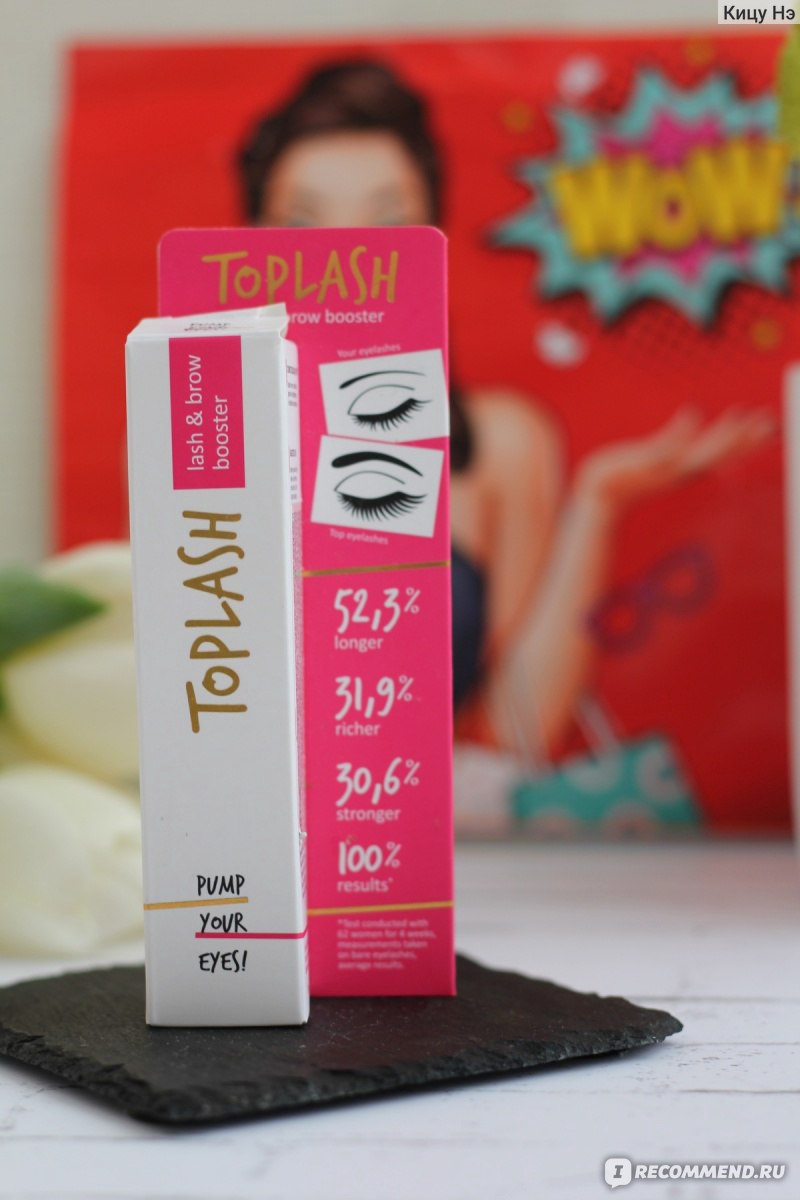 Кицу Нэ
WOW
TOPLASH
brow booster
Your eyelashes
Top eyelashes
52,3%
longer
31,9%
richer
30,6%
stronger
100%
results*
*Test conducted with
62 women for 4 weeks,
measurements taken
on bare eyelashes,
average results.
lash & brow
booster
TOPLASH
PUMP
YOUR
EYES!
IRECOMMEND.RU